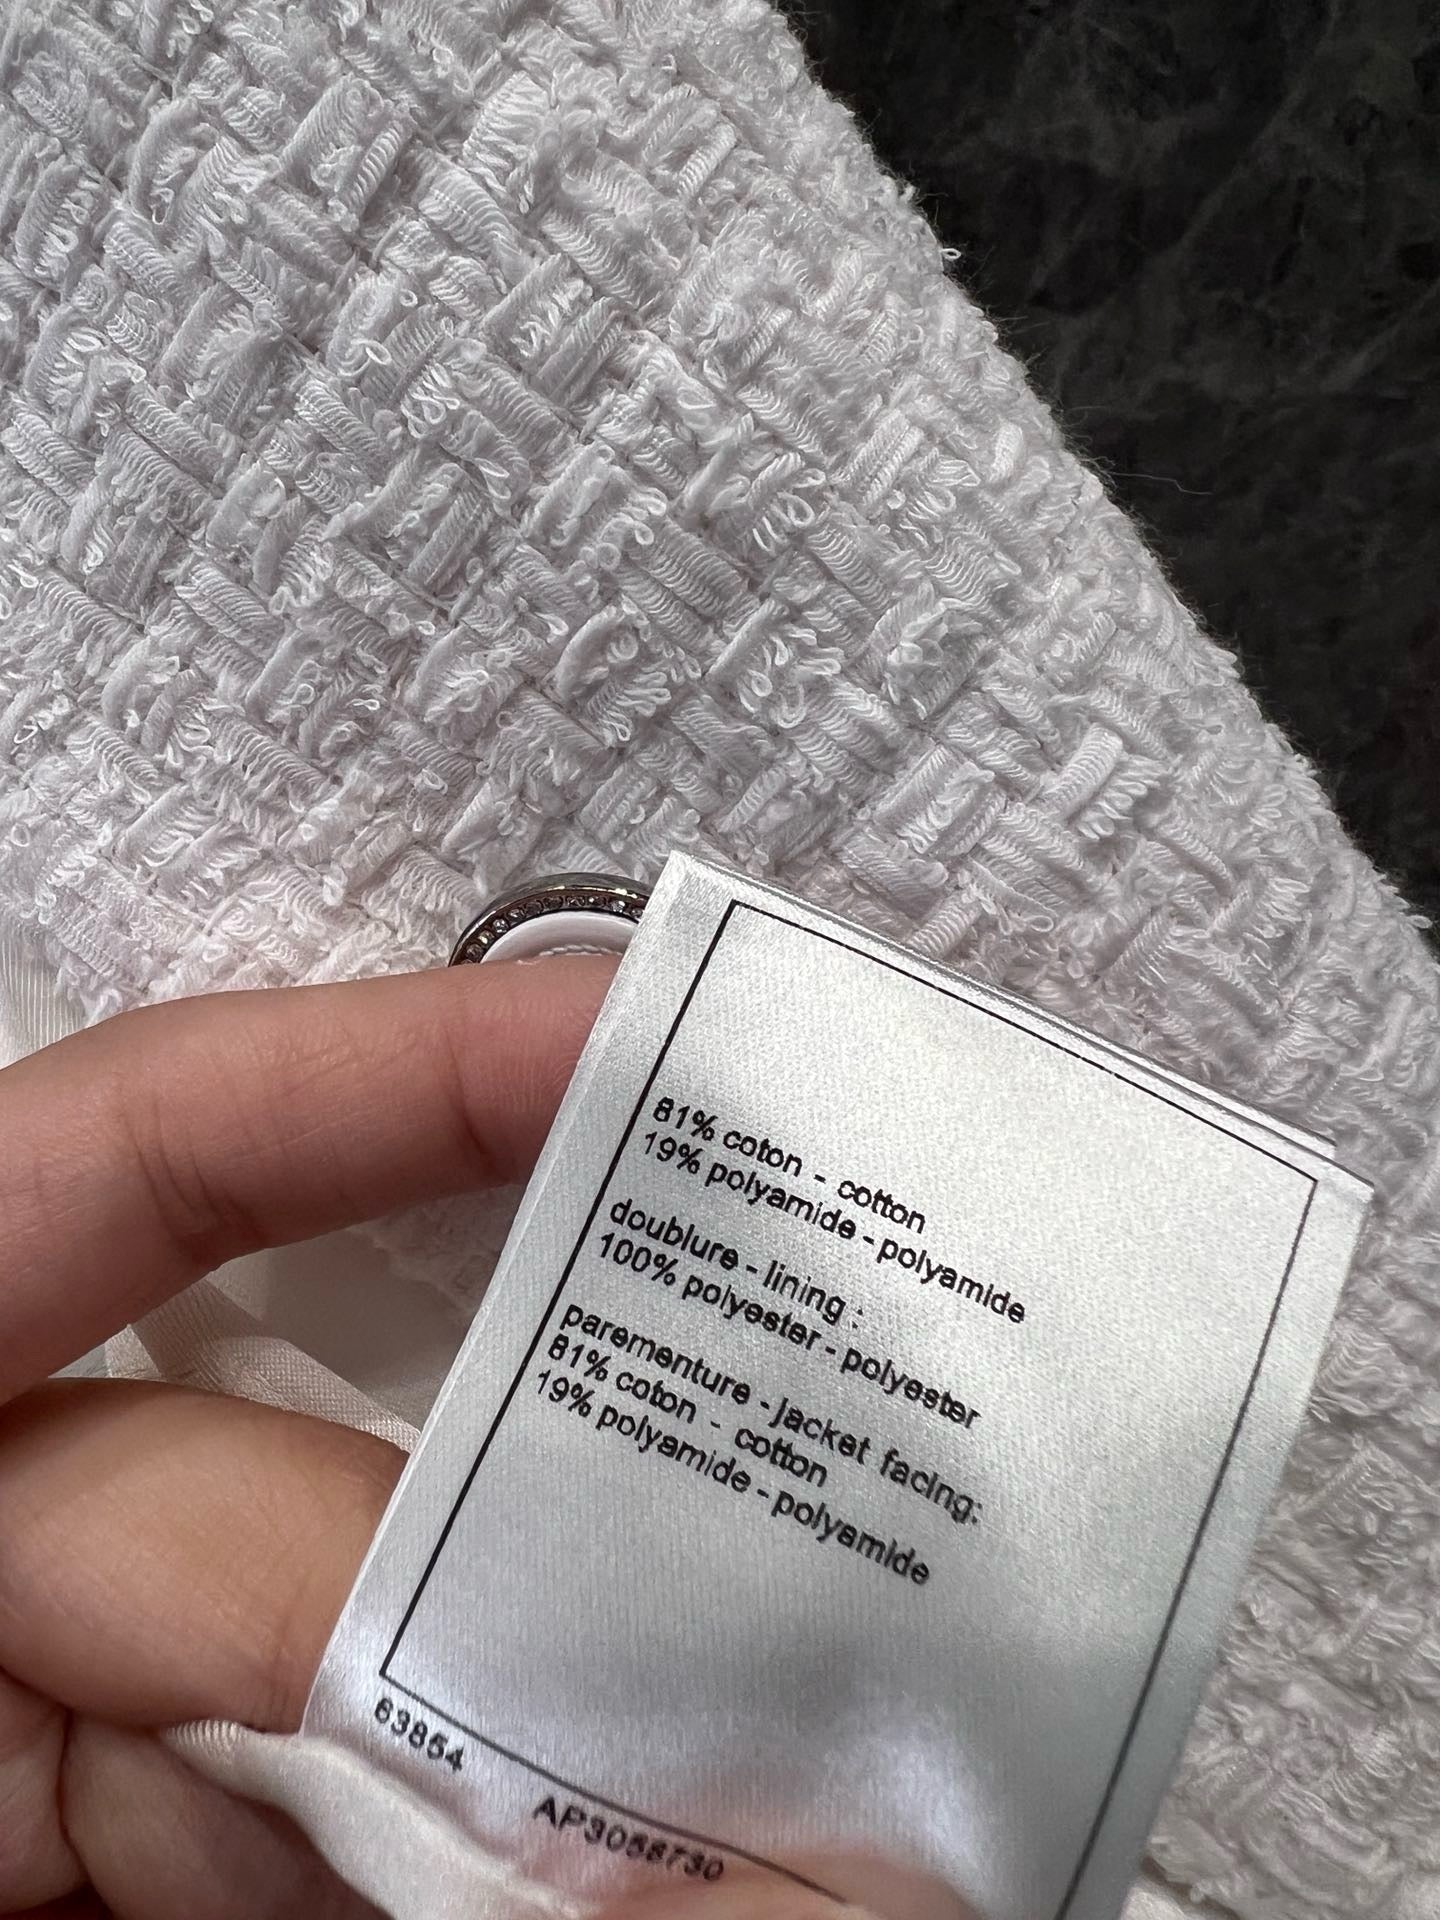 81% coton - cotton
19% polyamide - polyamide
doublure - lining :
100% polyester - polyester
parementure - jacket facing:
81% coton - cotton
19% polyamide - polyamide
63854
AP3058730